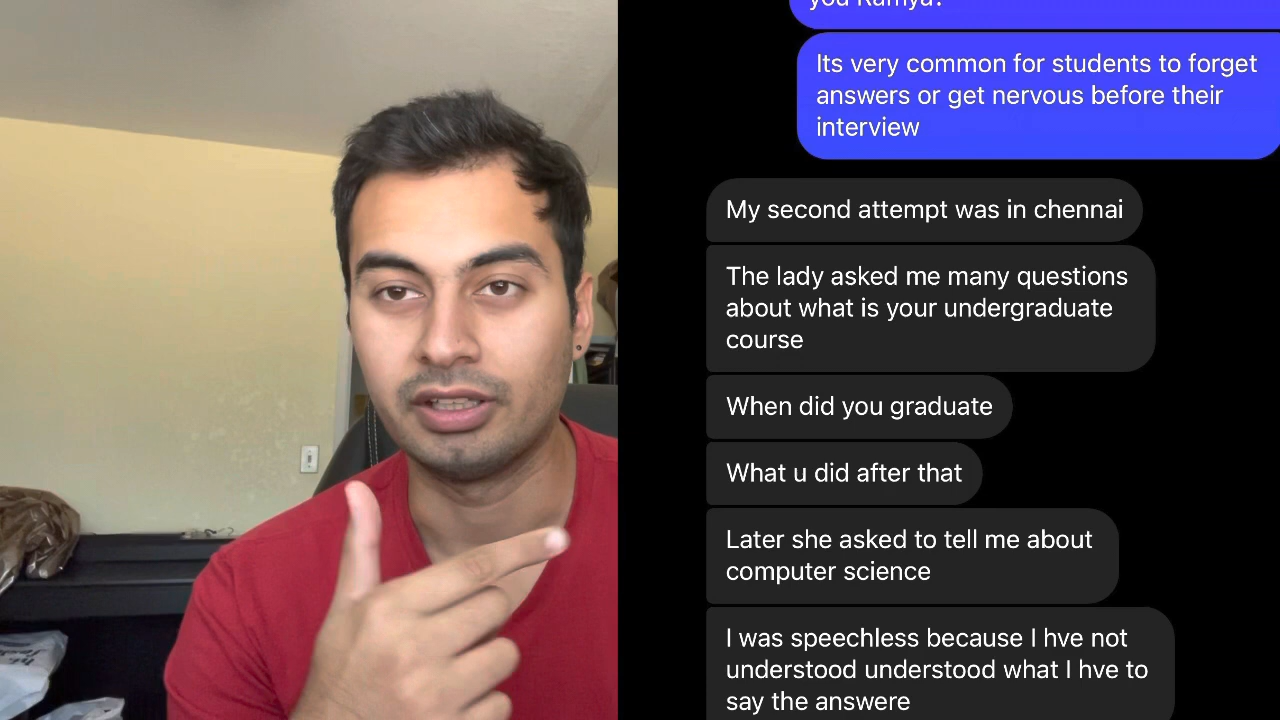 you Ramya?
Its very common for students to forget
answers or get nervous before their
interview
My second attempt was in chennai
The lady asked me many questions
about what is your undergraduate
course
When did you graduate
What u did after that
Later she asked to tell me about
computer science
I was speechless because I hve not
understood understood what I hve to
say the answere